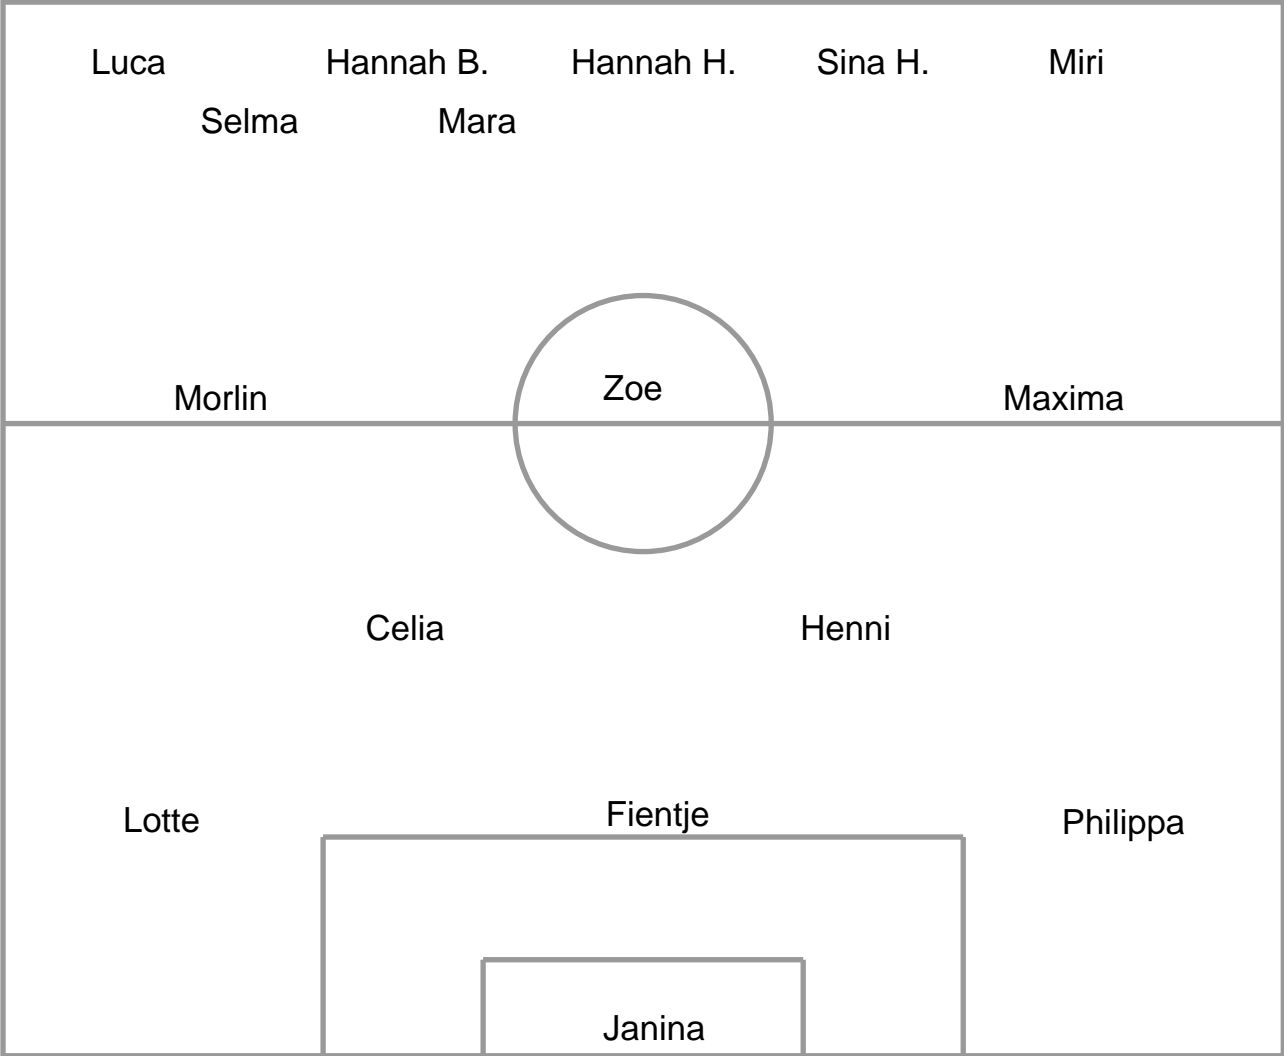 Luca Hannah B. Hannah H. Sina H. Miri
Selma Mara
Zoe
Morlin Maxima
Celia Henni
Lotte Fientje Philippa
Janina